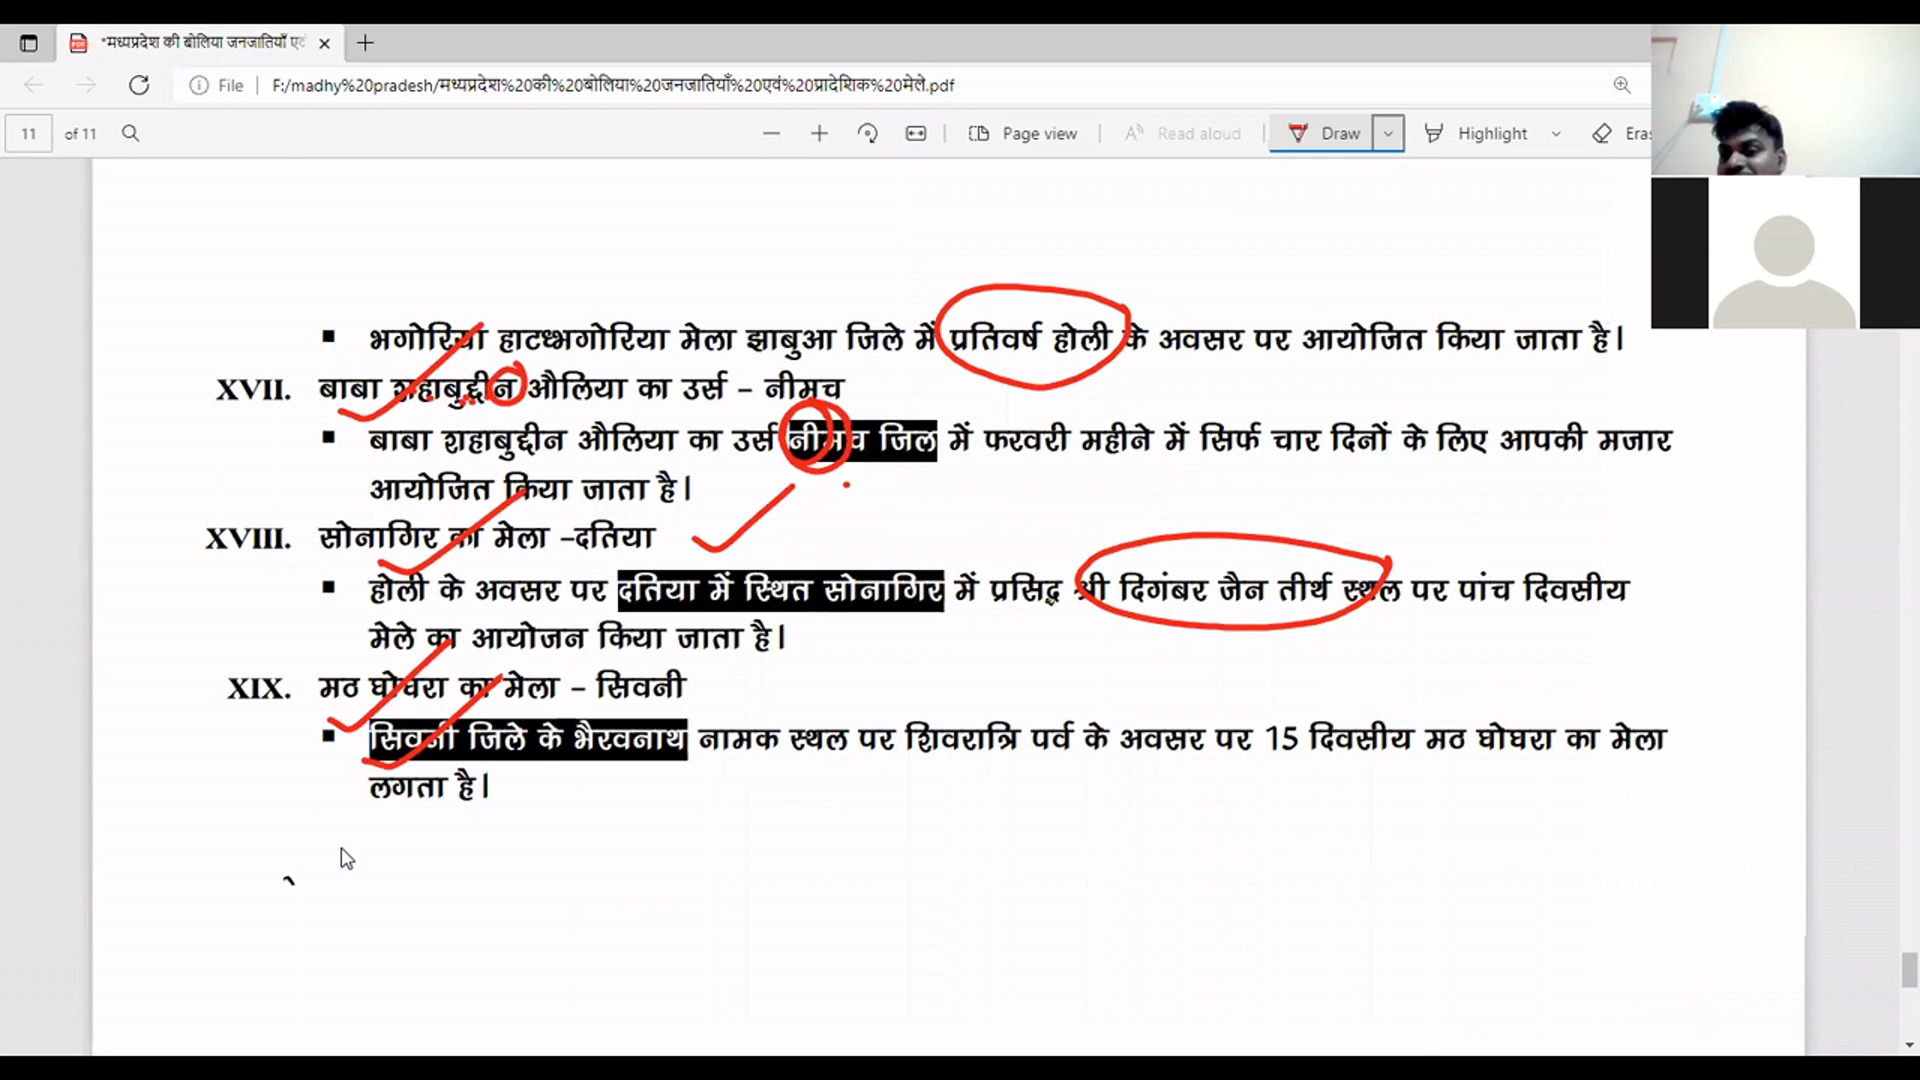 *मध्यप्रदेश की बोलिया जनजातियाँ एवं
File F:/madhy%20pradesh/मध्यप्रदेश%20की%20बोलिया%20जनजातियाँ%20एवं%20प्रादेशिक%20मेले.pdf
11 of 11 Page view Read aloud Draw Highlight Eras
▪ भगोरिया हाटध्भगोरिया मेला झाबुआ जिले में प्रतिवर्ष होली के अवसर पर आयोजित किया जाता है।
XVII. बाबा शहाबुद्दीन औलिया का उर्स – नीमच
▪ बाबा शहाबुद्दीन औलिया का उर्स नीमच जिल में फरवरी महीने में सिर्फ चार दिनों के लिए आपकी मजार
आयोजित किया जाता है।
XVIII. सोनागिर का मेला –दतिया
▪ होली के अवसर पर दतिया में स्थित सोनागिर में प्रसिद्ध श्री दिगंबर जैन तीर्थ स्थल पर पांच दिवसीय
मेले का आयोजन किया जाता है।
XIX. मठ घोघरा का मेला – सिवनी
▪ सिवनी जिले के भैरवनाथ नामक स्थल पर शिवरात्रि पर्व के अवसर पर 15 दिवसीय मठ घोघरा का मेला
लगता है।